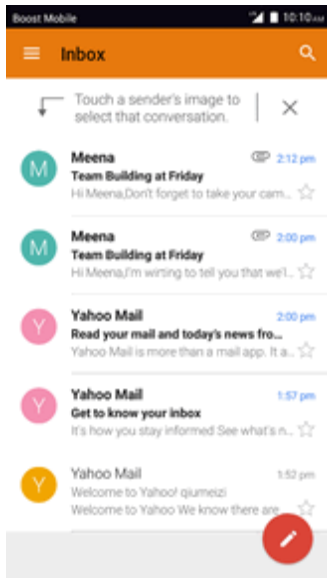 Boost Mobile 10:10 AM
Inbox
Touch a sender's image to
select that conversation.
M Meena 2:12 pm
Team Building at Friday
Hi Meena,Don't forget to take your cam...
M Meena 2:00 pm
Team Building at Friday
Hi Meena,I'm wirting to tell you that we'l...
Y Yahoo Mail 2:00 pm
Read your mail and today's news fro...
Yahoo Mail is more than a mail app. It a...
Y Yahoo Mail 1:57 pm
Get to know your inbox
It's how you stay informed See what's n...
Y Yahoo Mail 1:52 pm
Welcome to Yahoo! qiumeizi
Welcome to Yahoo We know there are